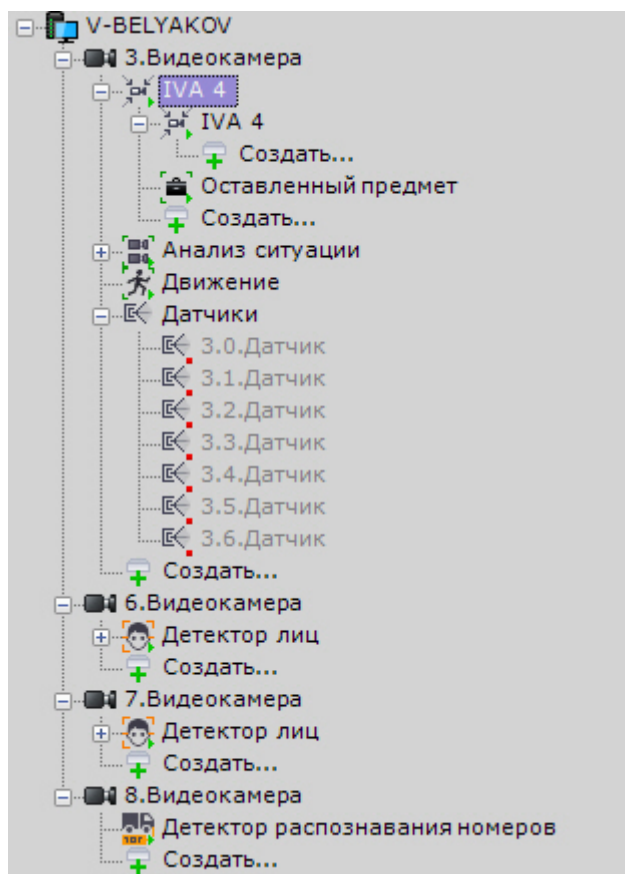 V-BELYAKOV
3.Видеокамера
IVA 4
IVA 4
Создать...
Оставленный предмет
Создать...
Анализ ситуации
Движение
Датчики
3.0.Датчик
3.1.Датчик
3.2.Датчик
3.3.Датчик
3.4.Датчик
3.5.Датчик
3.6.Датчик
Создать...
6.Видеокамера
Детектор лиц
Создать...
7.Видеокамера
Детектор лиц
Создать...
8.Видеокамера
Детектор распознавания номеров
Создать...